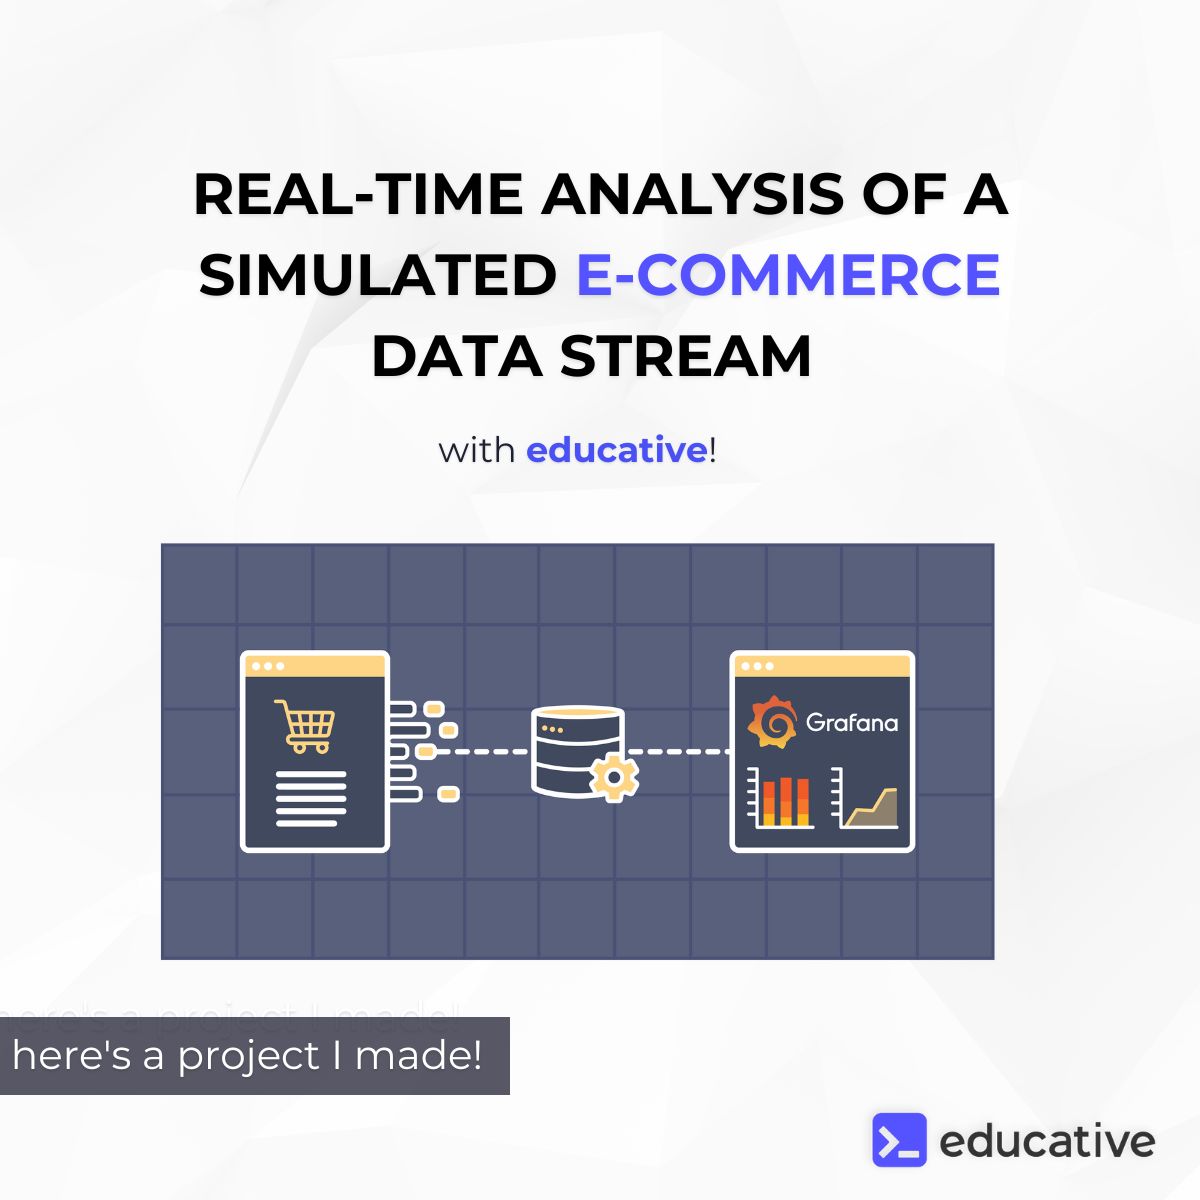 REAL-TIME ANALYSIS OF A
SIMULATED E-COMMERCE
DATA STREAM
with educative!
Grafana
here's a project I made!
here's a project I made!
educative